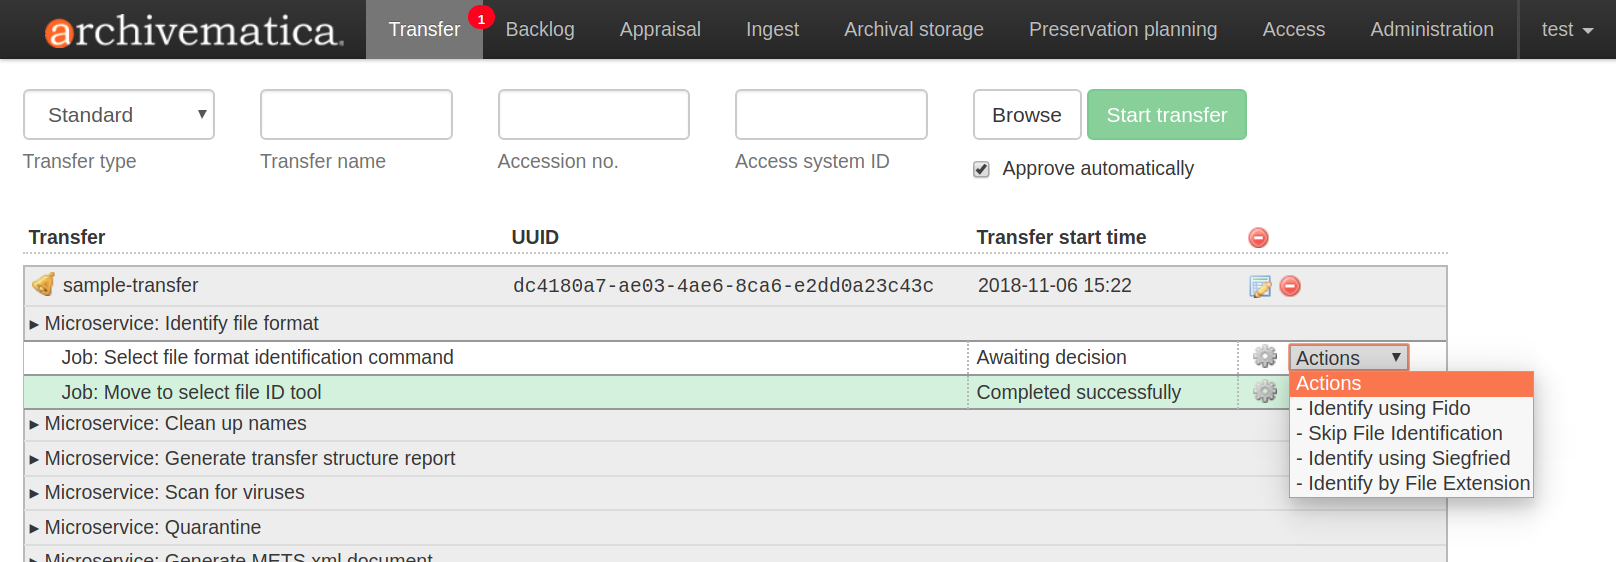 archivematica.
Transfer 1 Backlog Appraisal Ingest Archival storage Preservation planning Access Administration test
Standard Browse Start transfer
Transfer type Transfer name Accession no. Access system ID Approve automatically
Transfer UUID Transfer start time
sample-transfer dc4180a7-ae03-4ae6-8ca6-e2dd0a23c43c 2018-11-06 15:22
Microservice: Identify file format
Job: Select file format identification command Awaiting decision Actions
Job: Move to select file ID tool Completed successfully
Actions
- Identify using Fido
- Skip File Identification
- Identify using Siegfried
- Identify by File Extension
Microservice: Clean up names
Microservice: Generate transfer structure report
Microservice: Scan for viruses
Microservice: Quarantine
Microservice: Generate METS.xml document